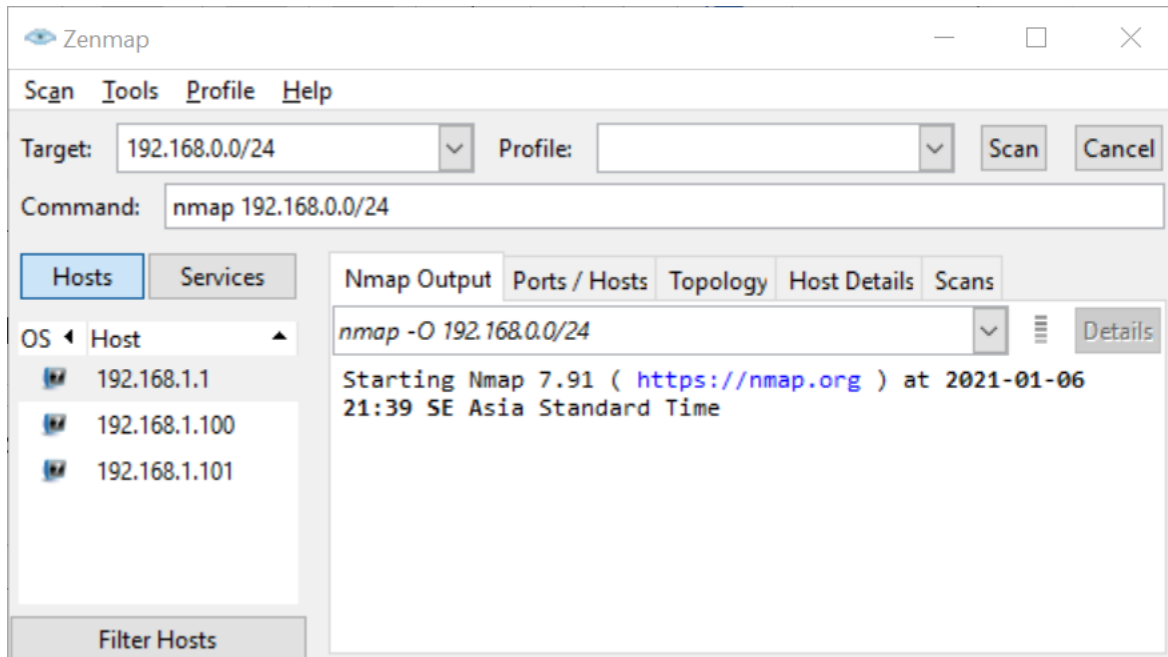 Zenmap
Scan Tools Profile Help
Target: 192.168.0.0/24 Profile: Scan Cancel
Command: nmap 192.168.0.0/24
Hosts Services
Nmap Output Ports / Hosts Topology Host Details Scans
OS Host
nmap -O 192.168.0.0/24 Details
192.168.1.1
192.168.1.100
192.168.1.101
Starting Nmap 7.91 ( https://nmap.org ) at 2021-01-06
21:39 SE Asia Standard Time
Filter Hosts